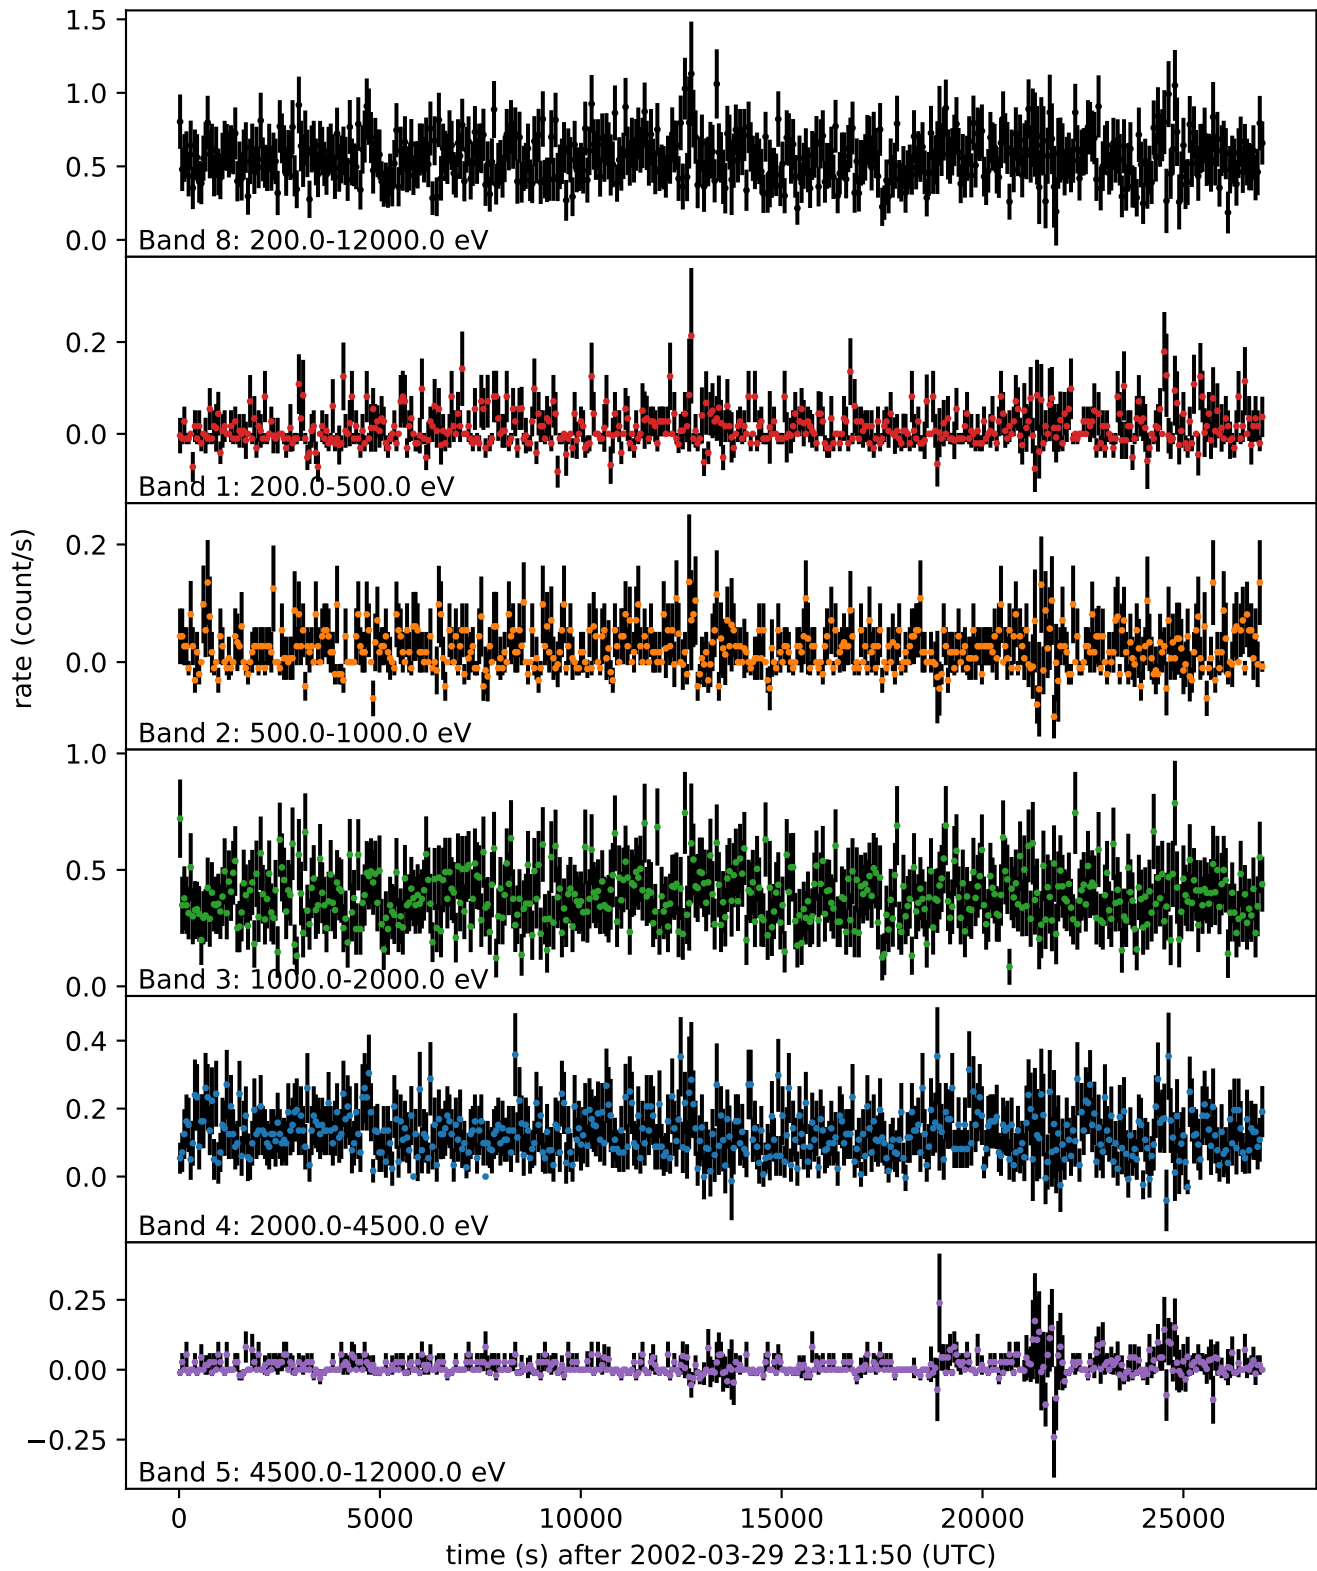 1.5
1.0
0.5
0.0
Band 8: 200.0-12000.0 eV
0.2
0.0
Band 1: 200.0-500.0 eV
0.2
0.0
Band 2: 500.0-1000.0 eV
rate (count/s)
1.0
0.5
0.0
Band 3: 1000.0-2000.0 eV
0.4
0.2
0.0
Band 4: 2000.0-4500.0 eV
0.25
0.00
−0.25
Band 5: 4500.0-12000.0 eV
0 5000 10000 15000 20000 25000
time (s) after 2002-03-29 23:11:50 (UTC)